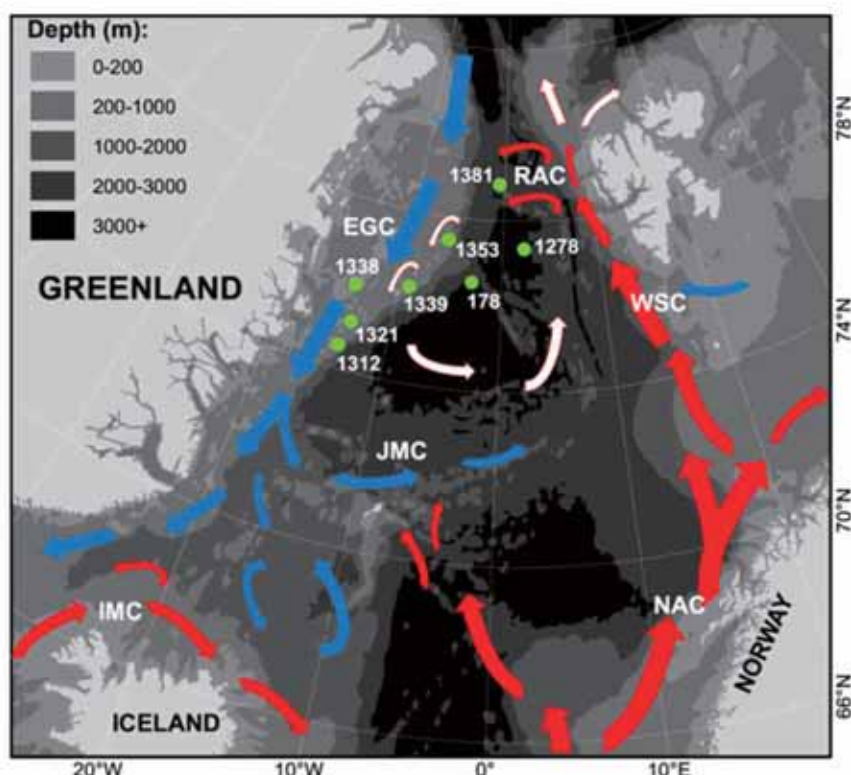 Depth (m):
0-200
200-1000
1000-2000
2000-3000
3000+
78°N
1381
RAC
EGC
1353
1278
1338
GREENLAND
1339
178
WSC
1321
1312
74°N
JMC
70°N
IMC
NAC
NORWAY
ICELAND
66°N
20°W
10°W
0°
10°E